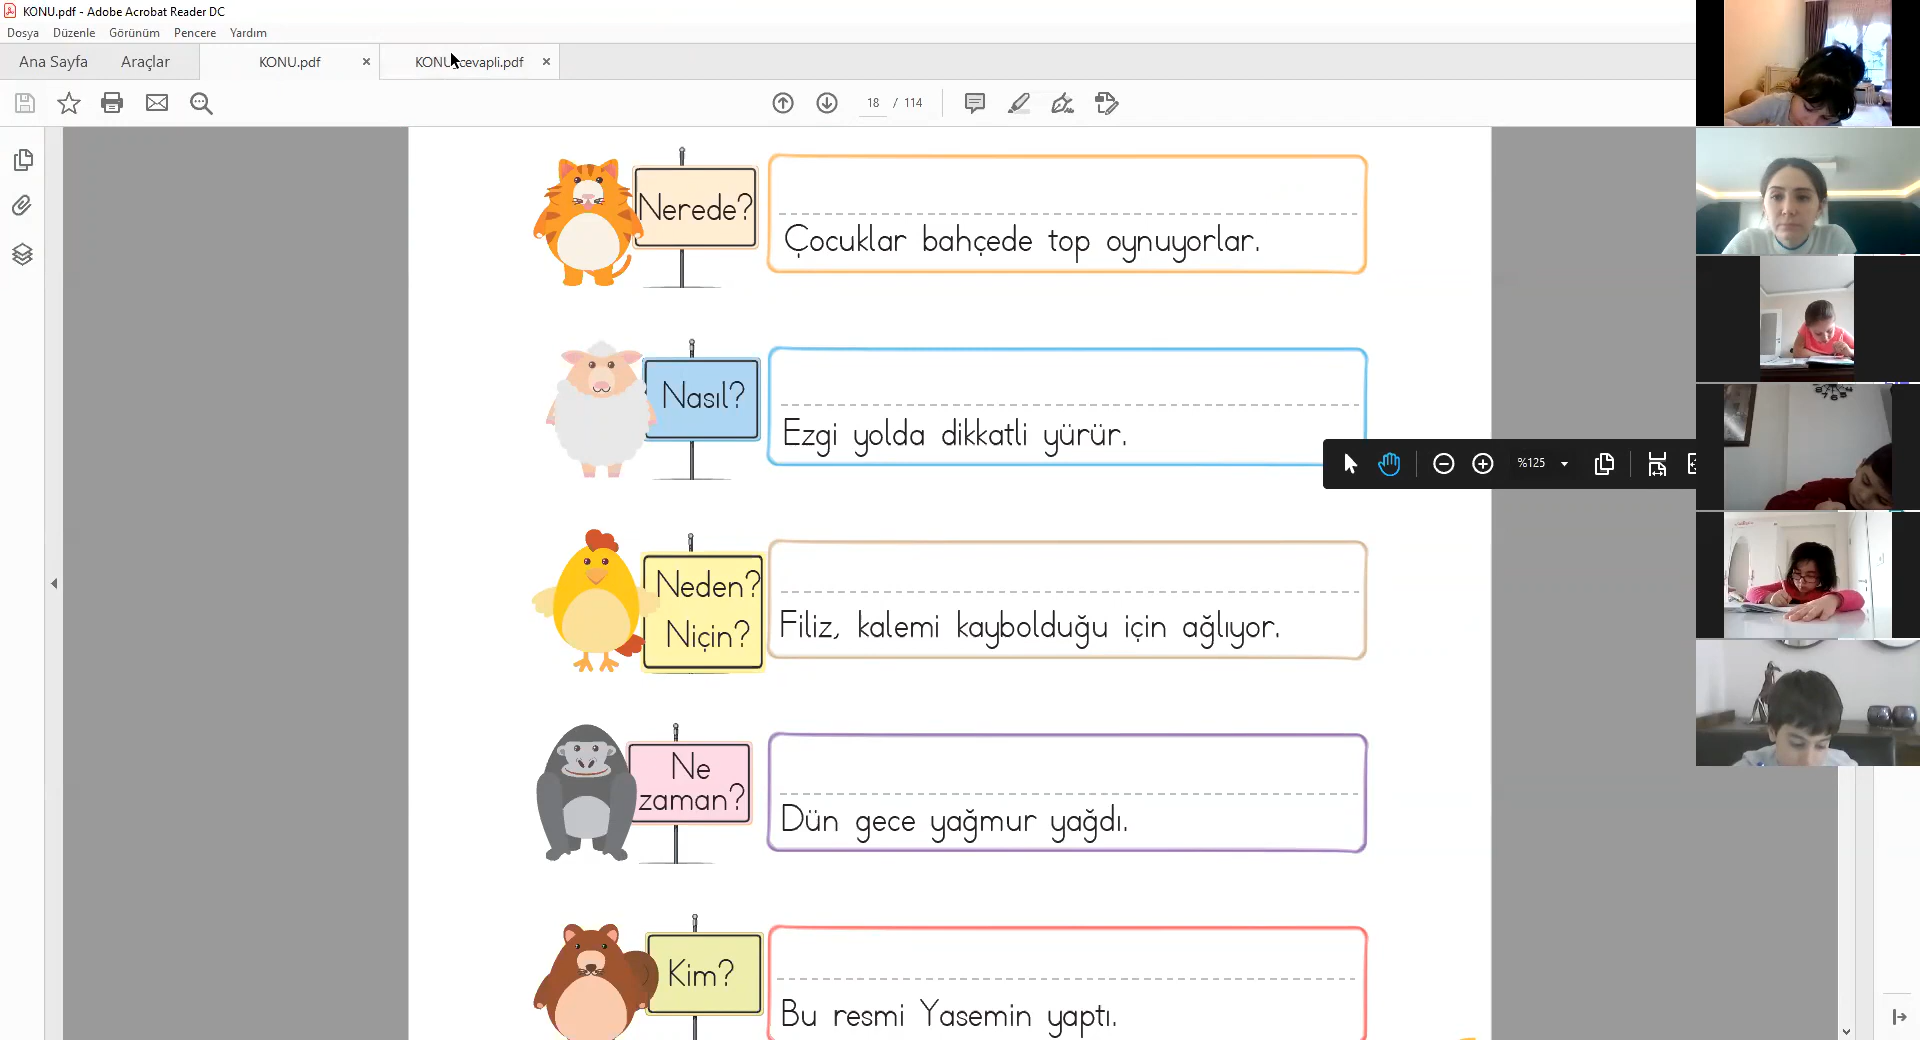 KONU.pdf - Adobe Acrobat Reader DC
Dosya Düzenle Görünüm Pencere Yardım
Ana Sayfa Araçlar KONU.pdf × KONU cevapli.pdf ×
18 / 114
Nerede?
Çocuklar bahçede top oynuyorlar.
Nasıl?
Ezgi yolda dikkatli yürür.
%125
Neden?
Niçin?
Filiz, kalemi kaybolduğu için ağlıyor.
Ne
zaman?
Dün gece yağmur yağdı.
Kim?
Bu resmi Yasemin yaptı.